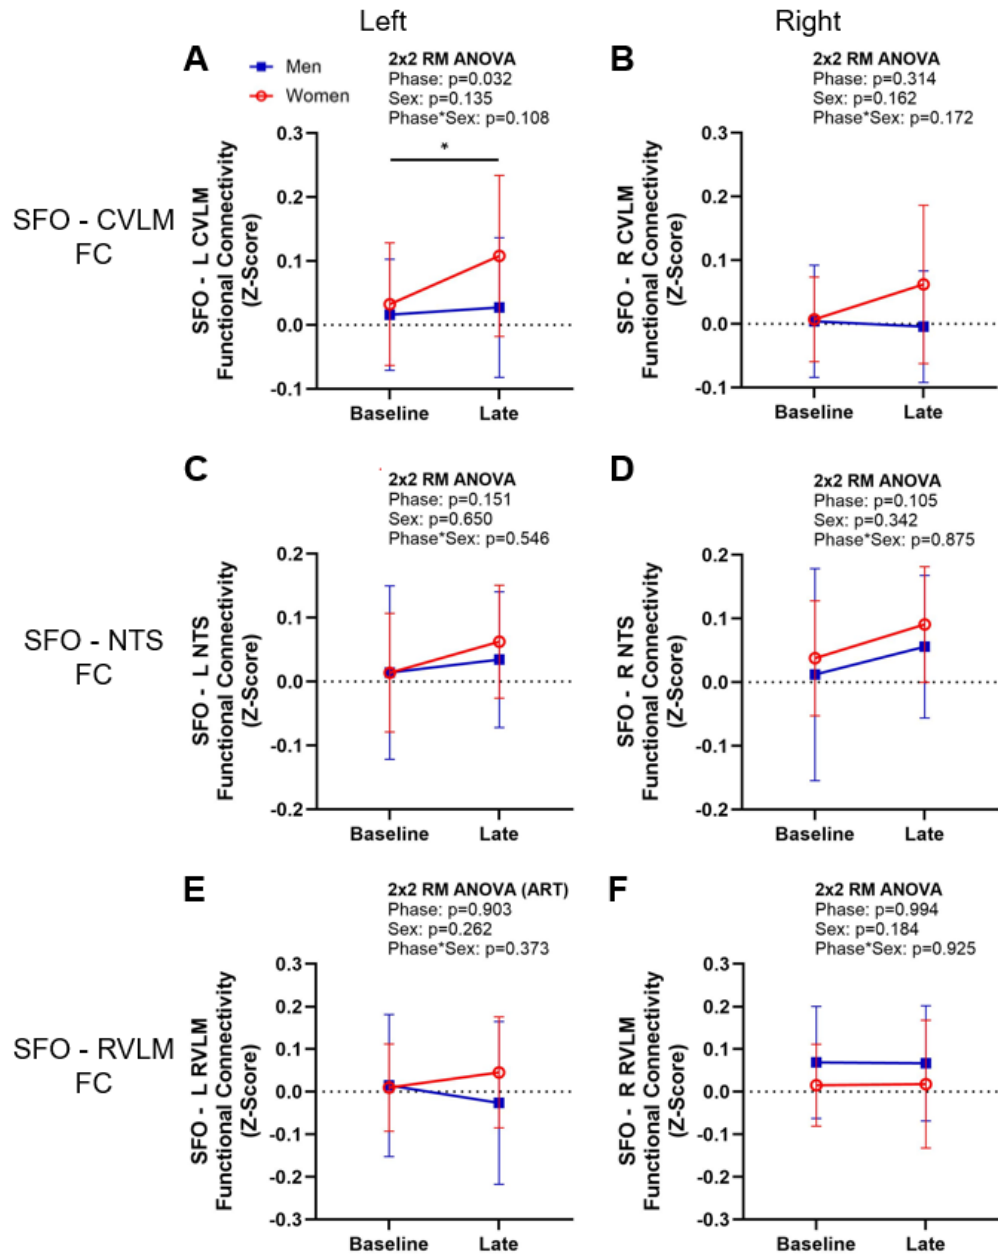 Left
Right
A
Men
Women
2x2 RM ANOVA
Phase: p=0.032
Sex: p=0.135
Phase*Sex: p=0.108
B
2x2 RM ANOVA
Phase: p=0.314
Sex: p=0.162
Phase*Sex: p=0.172
SFO - CVLM
FC
SFO - L CVLM
Functional Connectivity
(Z-Score)
0.3
0.2
0.1
0.0
-0.1
*
Baseline
Late
SFO - R CVLM
Functional Connectivity
(Z-Score)
0.3
0.2
0.1
0.0
-0.1
Baseline
Late
C
2x2 RM ANOVA
Phase: p=0.151
Sex: p=0.650
Phase*Sex: p=0.546
D
2x2 RM ANOVA
Phase: p=0.105
Sex: p=0.342
Phase*Sex: p=0.875
SFO - NTS
FC
SFO - L NTS
Functional Connectivity
(Z-Score)
0.2
0.1
0.0
-0.1
-0.2
Baseline
Late
SFO - R NTS
Functional Connectivity
(Z-Score)
0.2
0.1
0.0
-0.1
-0.2
Baseline
Late
E
2x2 RM ANOVA (ART)
Phase: p=0.903
Sex: p=0.262
Phase*Sex: p=0.373
F
2x2 RM ANOVA
Phase: p=0.994
Sex: p=0.184
Phase*Sex: p=0.925
SFO - RVLM
FC
SFO - L RVLM
Functional Connectivity
(Z-Score)
0.3
0.2
0.1
0.0
-0.1
-0.2
-0.3
Baseline
Late
SFO - R RVLM
Functional Connectivity
(Z-Score)
0.3
0.2
0.1
0.0
-0.1
-0.2
-0.3
Baseline
Late